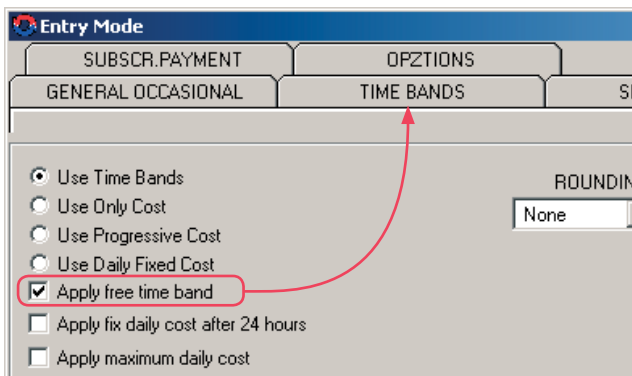 Entry Mode
SUBSCR.PAYMENT OPZTIONS
GENERAL OCCASIONAL TIME BANDS
Use Time Bands
ROUNDIN
Use Only Cost
None
Use Progressive Cost
Use Daily Fixed Cost
Apply free time band
Apply fix daily cost after 24 hours
Apply maximum daily cost